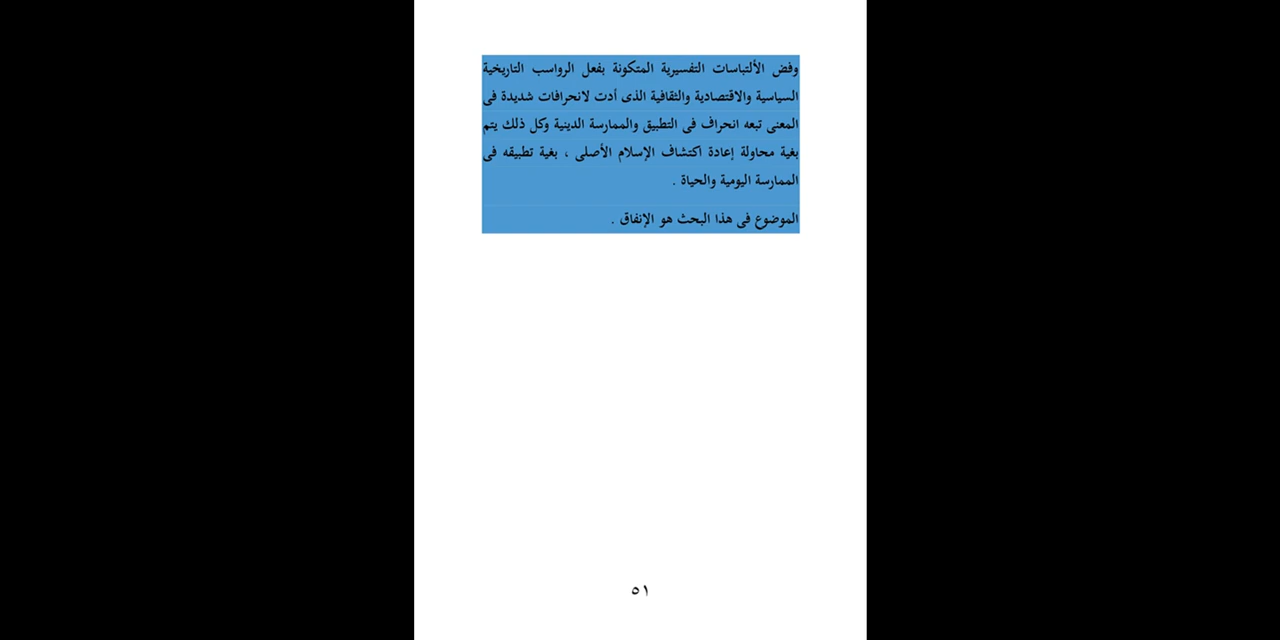 وفض الألتباسات التفسيرية المتكونة بفعل الرواسب التاريخية
السياسية والاقتصادية والثقافية الذى أدت لانحرافات شديدة فى
المعنى تبعه انحراف فى التطبيق والممارسة الدينية وكل ذلك يتم
بغية محاولة إعادة اكتشاف الإسلام الأصلى ، بغية تطبيقه فى
الممارسة اليومية والحياة .
الموضوع فى هذا البحث هو الإنفاق .
٥١